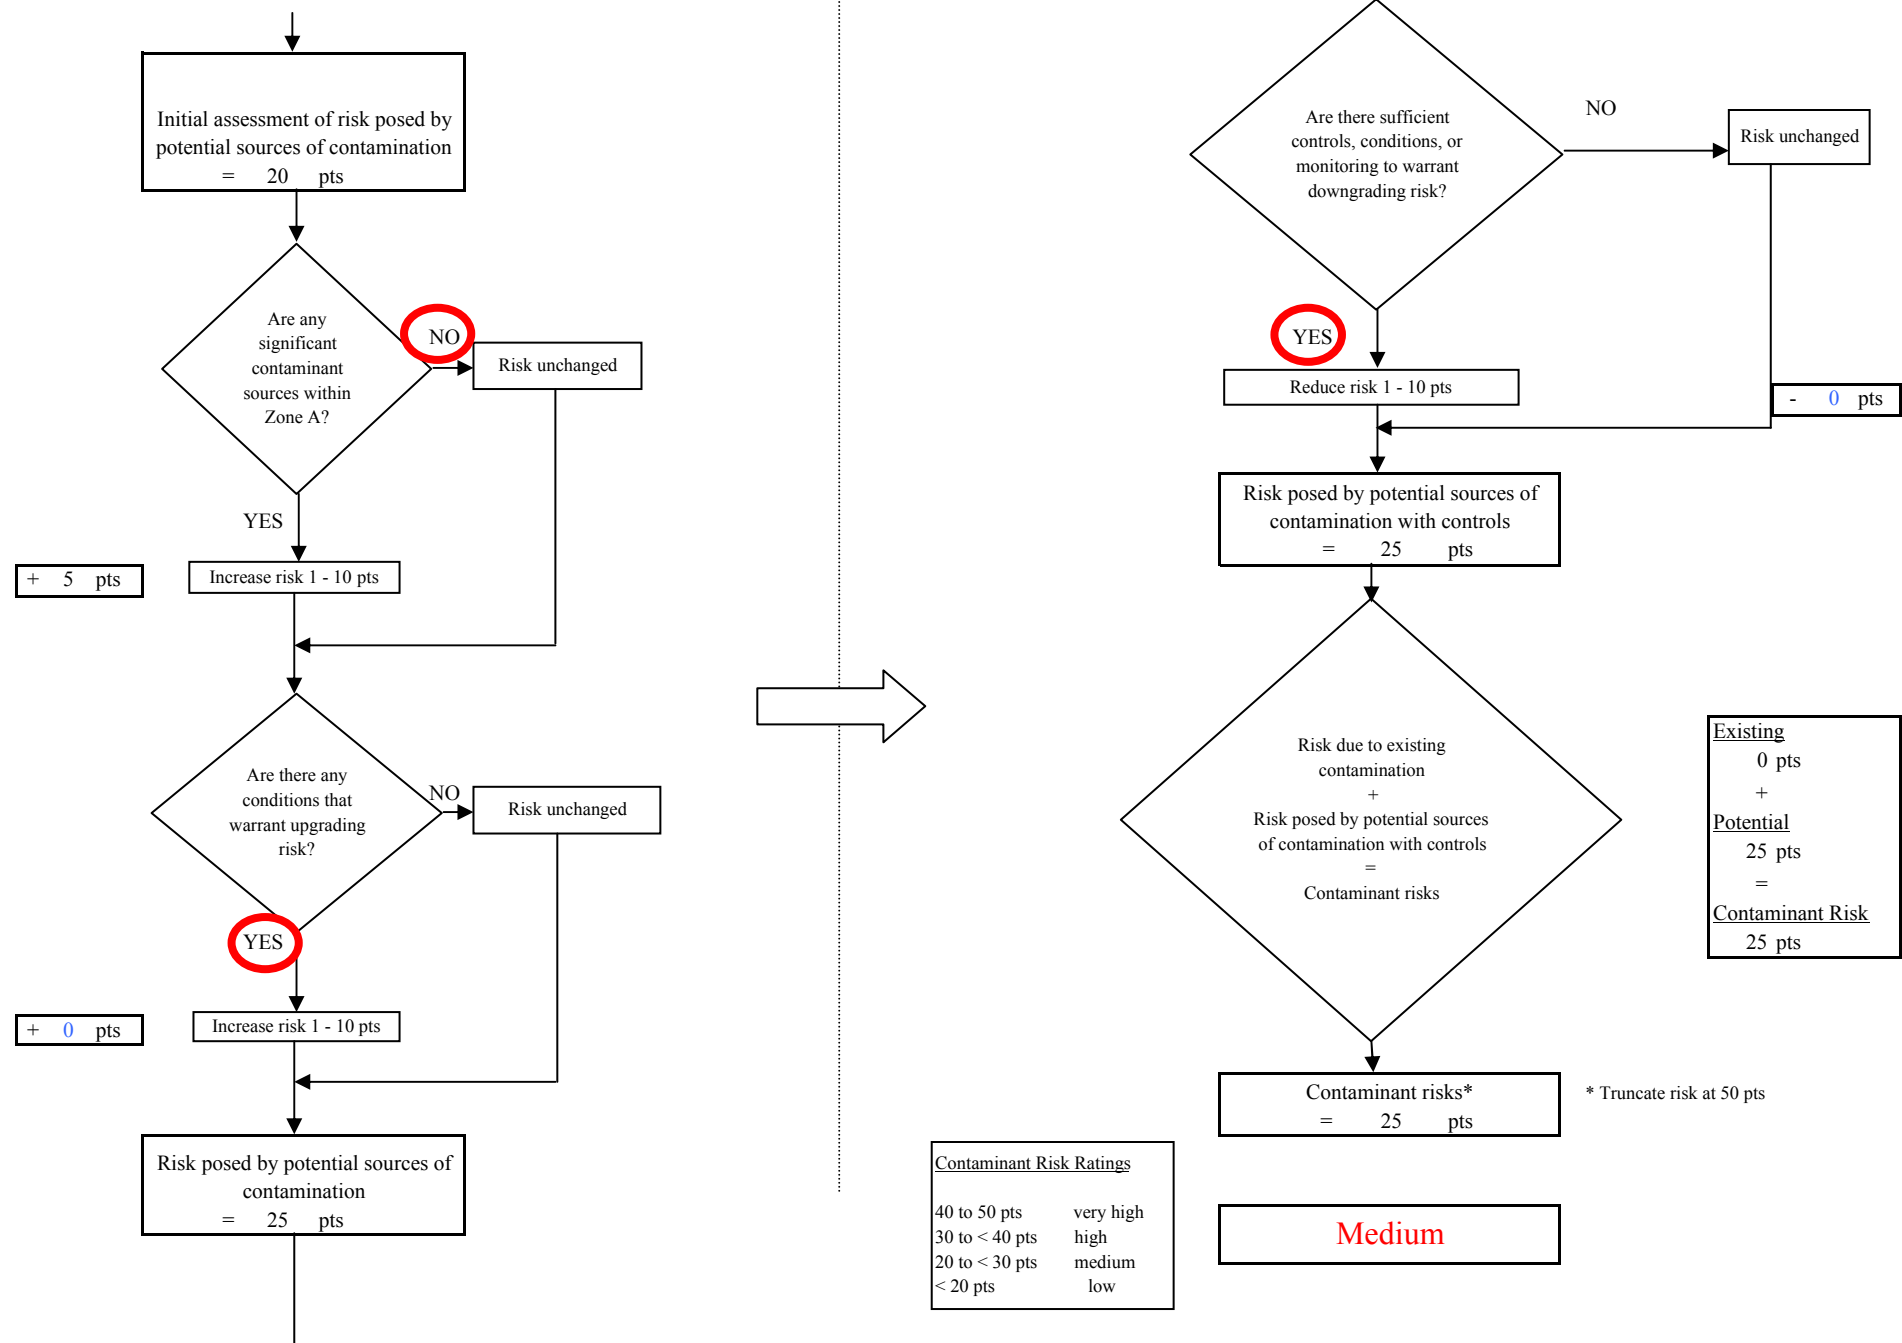 Initial assessment of risk posed by
potential sources of contamination
= 20 pts
Are any
significant
contaminant
sources within
Zone A?
NO
Risk unchanged
YES
+ 5 pts
Increase risk 1 - 10 pts
Are there any
conditions that
warrant upgrading
risk?
NO
Risk unchanged
YES
+ 0 pts
Increase risk 1 - 10 pts
Risk posed by potential sources of
contamination
= 25 pts
Are there sufficient
controls, conditions, or
monitoring to warrant
downgrading risk?
NO
Risk unchanged
YES
Reduce risk 1 - 10 pts
- 0 pts
Risk posed by potential sources of
contamination with controls
= 25 pts
Risk due to existing
contamination
+
Risk posed by potential sources
of contamination with controls
=
Contaminant risks
Existing
0 pts
+
Potential
25 pts
=
Contaminant Risk
25 pts
Contaminant risks*
= 25 pts
* Truncate risk at 50 pts
Contaminant Risk Ratings
40 to 50 pts very high
30 to < 40 pts high
20 to < 30 pts medium
< 20 pts low
Medium